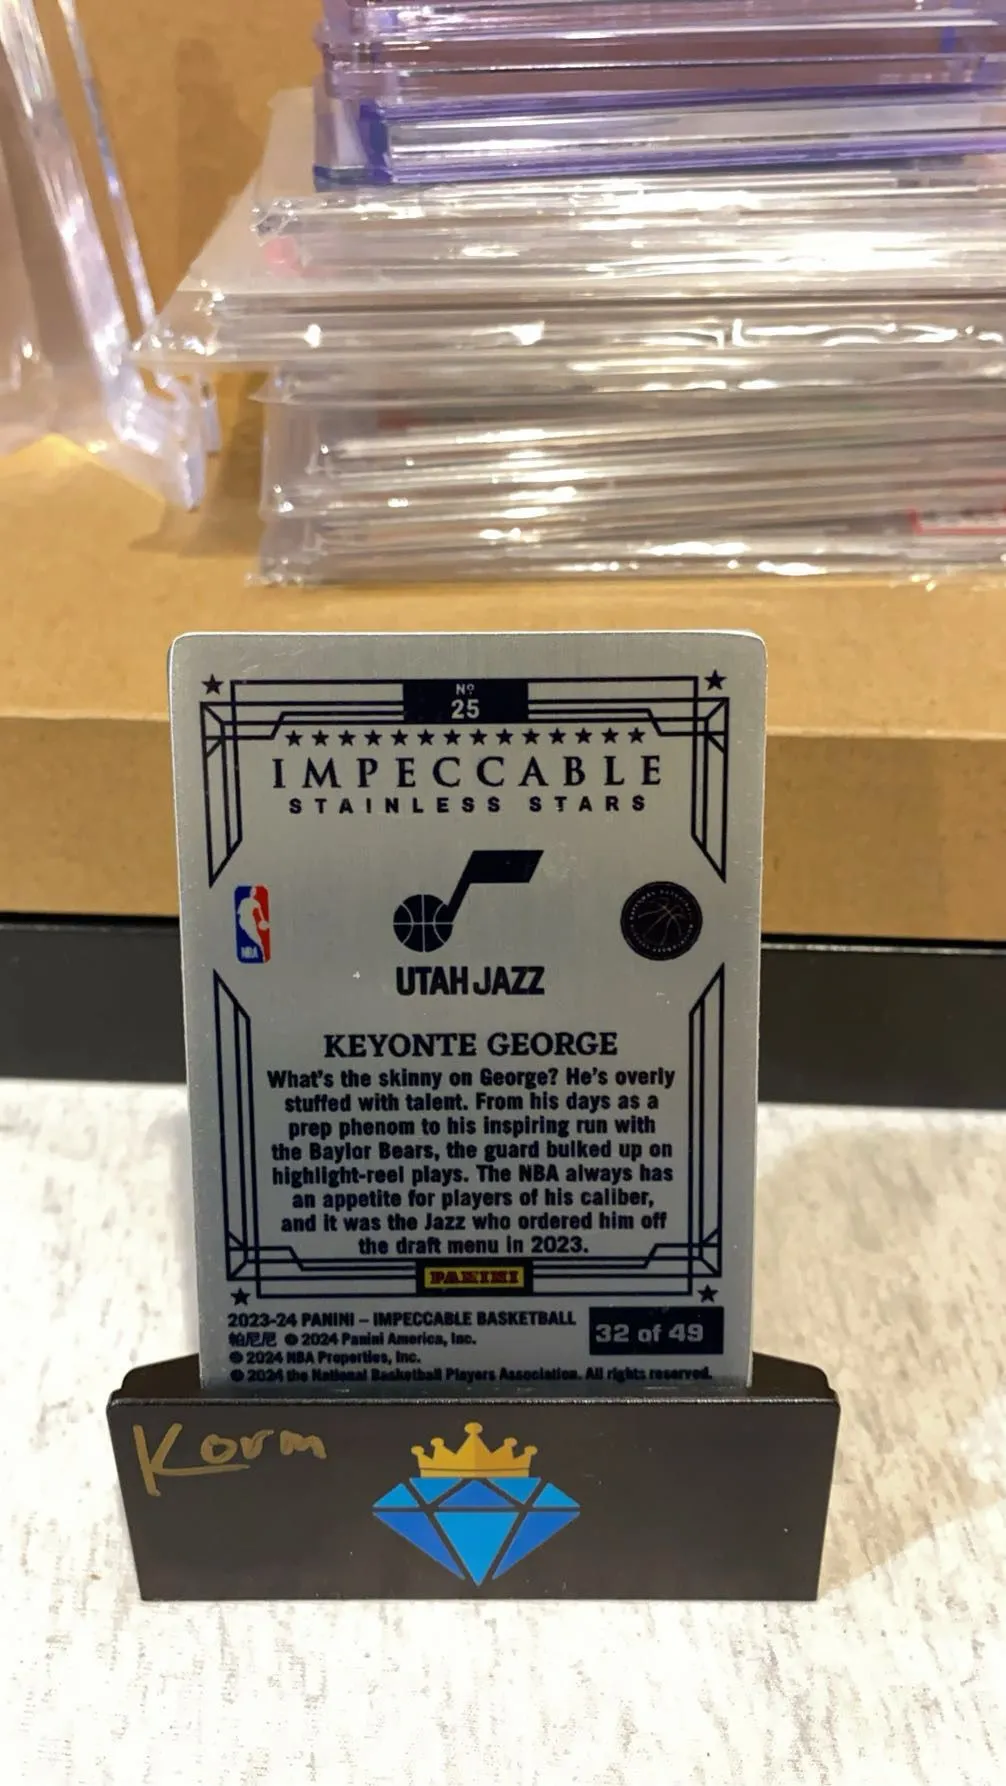 Nº
25
IMPECCABLE
STAINLESS STARS
NBA
UTAH JAZZ
KEYONTE GEORGE
What's the skinny on George? He's overly
stuffed with talent. From his days as a
prep phenom to his inspiring run with
the Baylor Bears, the guard bulked up on
highlight-reel plays. The NBA always has
an appetite for players of his caliber,
and it was the Jazz who ordered him off
the draft menu in 2023.
PANINI
2023-24 PANINI – IMPECCABLE BASKETBALL
帕尼尼 © 2024 Panini America, Inc.
© 2024 NBA Properties, Inc.
© 2024 the National Basketball Players Association. All rights reserved.
32 of 49
Korm